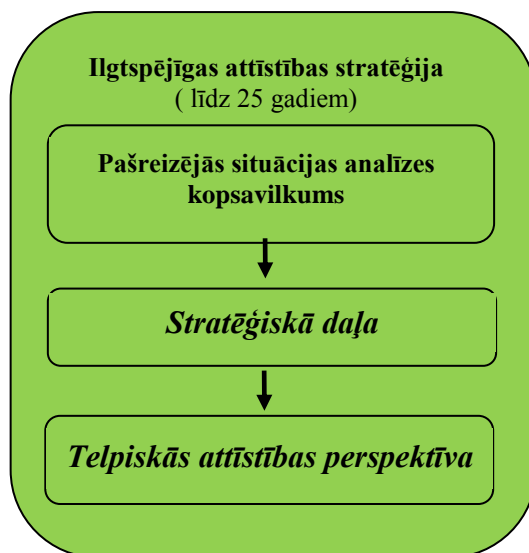 Ilgtspējīgas attīstības stratēģija
( līdz 25 gadiem)
Pašreizējās situācijas analīzes
kopsavilkums
Stratēģiskā daļa
Telpiskās attīstības perspektīva